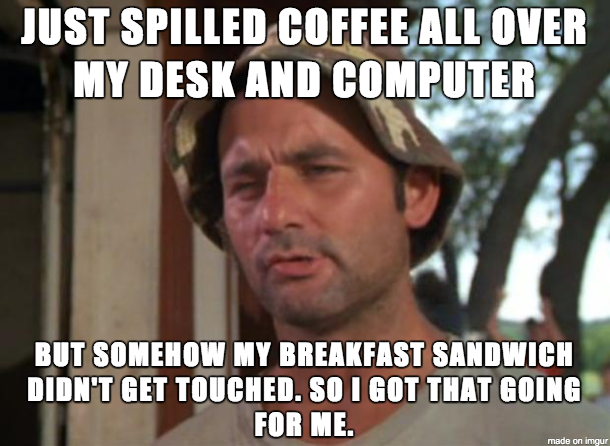 JUST SPILLED COFFEE ALL OVER
MY DESK AND COMPUTER
BUT SOMEHOW MY BREAKFAST SANDWICH
DIDN'T GET TOUCHED. SO I GOT THAT GOING
FOR ME.
made on imgur